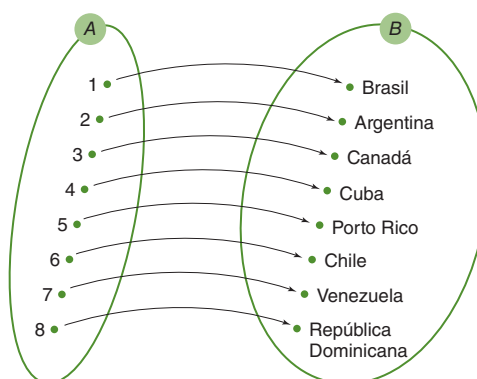 A B
1 Brasil
2 Argentina
3 Canadá
4 Cuba
5 Porto Rico
6 Chile
7 Venezuela
8 República
Dominicana